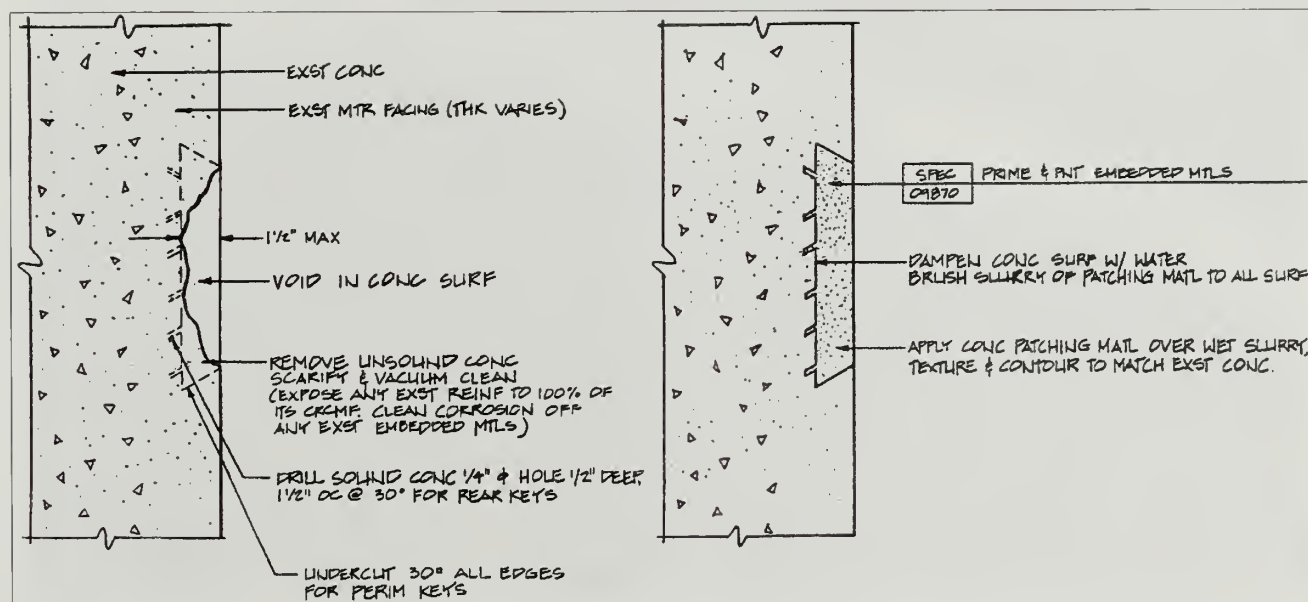 EXST CONC
EXST MTR FACING (THK VARIES)
1 1/2" MAX
VOID IN CONC SURF
REMOVE UNSOUND CONC
SCARIFY & VACUUM CLEAN
(EXPOSE ANY EXST REINF TO 100% OF
ITS CRCMF. CLEAN CORROSION OFF
ANY EXST EMBEDDED MTLS)
DRILL SOUND CONC 1/4" ϕ HOLE 1/2" DEEP,
1 1/2" OC @ 30° FOR REAR KEYS
UNDERCUT 30° ALL EDGES
FOR PERIM KEYS
SPEC
09870
PRIME & PNT EMBEDDED MTLS
DAMPEN CONC SURF W/ WATER
BRUSH SLURRY OF PATCHING MATL TO ALL SURF
APPLY CONC PATCHING MATL OVER WET SLURRY,
TEXTURE & CONTOUR TO MATCH EXST CONC.